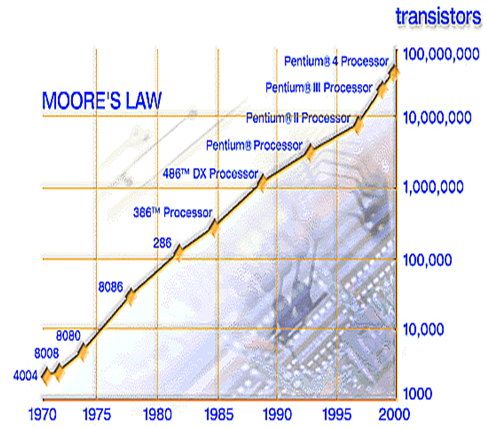 transistors
MOORE'S LAW
Pentium® 4 Processor
Pentium® III Processor
Pentium® II Processor
Pentium® Processor
486™ DX Processor
386™ Processor
286
8086
8080
8008
4004
100,000,000
10,000,000
1,000,000
100,000
10,000
1000
1970 1975 1980 1985 1990 1995 2000